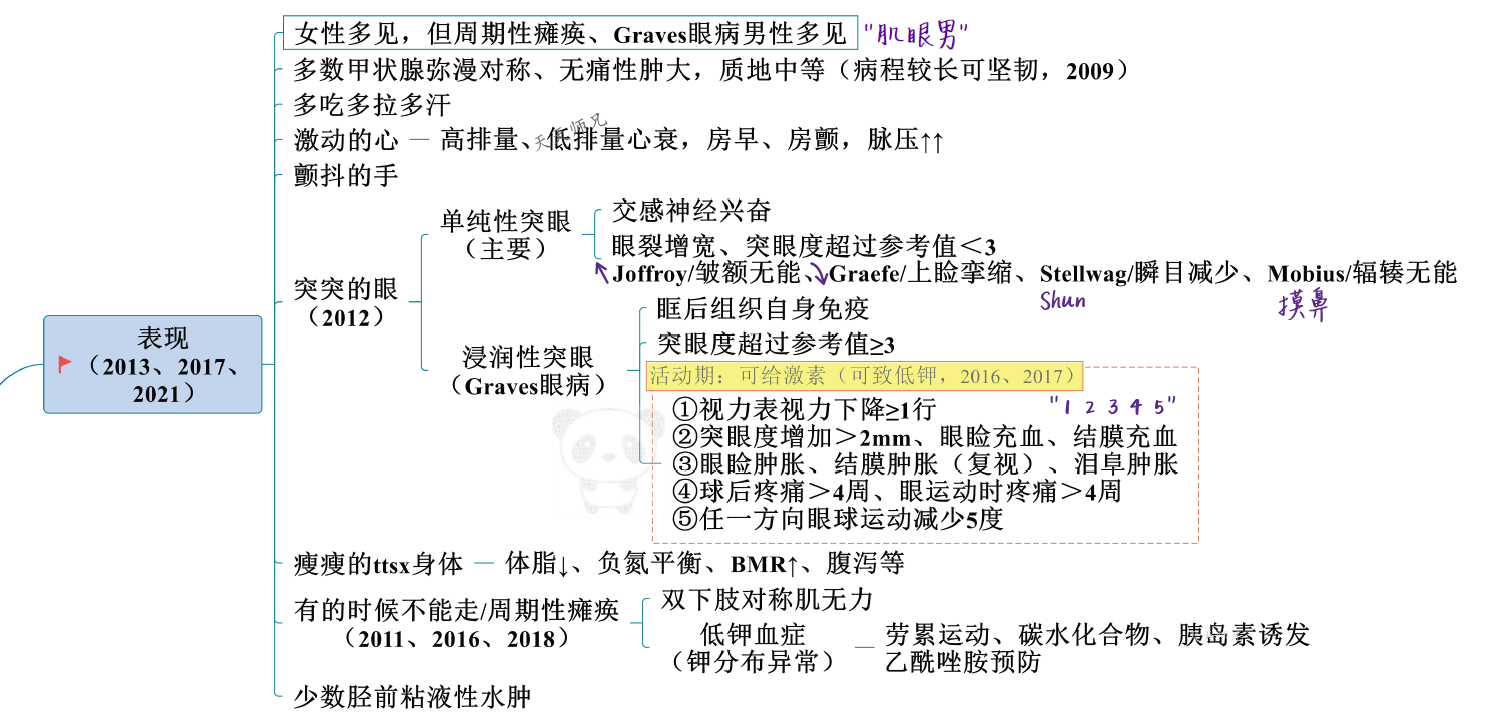 女性多见，但周期性瘫痪、Graves眼病男性多见 "肌眼男"
多数甲状腺弥漫对称、无痛性肿大，质地中等（病程较长可坚韧，2009）
多吃多拉多汗
激动的心 — 高排量、低排量心衰，房早、房颤，脉压↑↑
颤抖的手
突突的眼
（2012）
单纯性突眼
（主要）
交感神经兴奋
眼裂增宽、突眼度超过参考值＜3
Joffroy/皱额无能、Graefe/上睑挛缩、Stellwag/瞬目减少、Mobius/辐辏无能
Shun
摸鼻
浸润性突眼
（Graves眼病）
眶后组织自身免疫
突眼度超过参考值≥3
活动期：可给激素（可致低钾，2016、2017）
"1 2 3 4 5"
①视力表视力下降≥1行
②突眼度增加＞2mm、眼睑充血、结膜充血
③眼睑肿胀、结膜肿胀（复视）、泪阜肿胀
④球后疼痛＞4周、眼运动时疼痛＞4周
⑤任一方向眼球运动减少5度
表现
（2013、2017、
2021）
瘦瘦的ttsx身体 — 体脂↓、负氮平衡、BMR↑、腹泻等
有的时候不能走/周期性瘫痪
（2011、2016、2018）
双下肢对称肌无力
低钾血症
（钾分布异常）
劳累运动、碳水化合物、胰岛素诱发
乙酰唑胺预防
少数胫前粘液性水肿